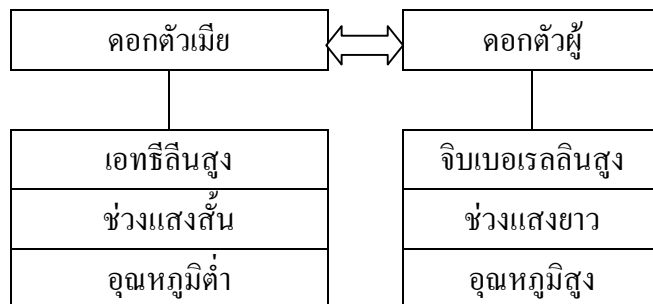 ดอกตัวเมีย
ดอกตัวผู้
เอทธีลีนสูง
จิบเบอเรลลินสูง
ช่วงแสงสั้น
ช่วงแสงยาว
อุณหภูมิต่ำ
อุณหภูมิสูง